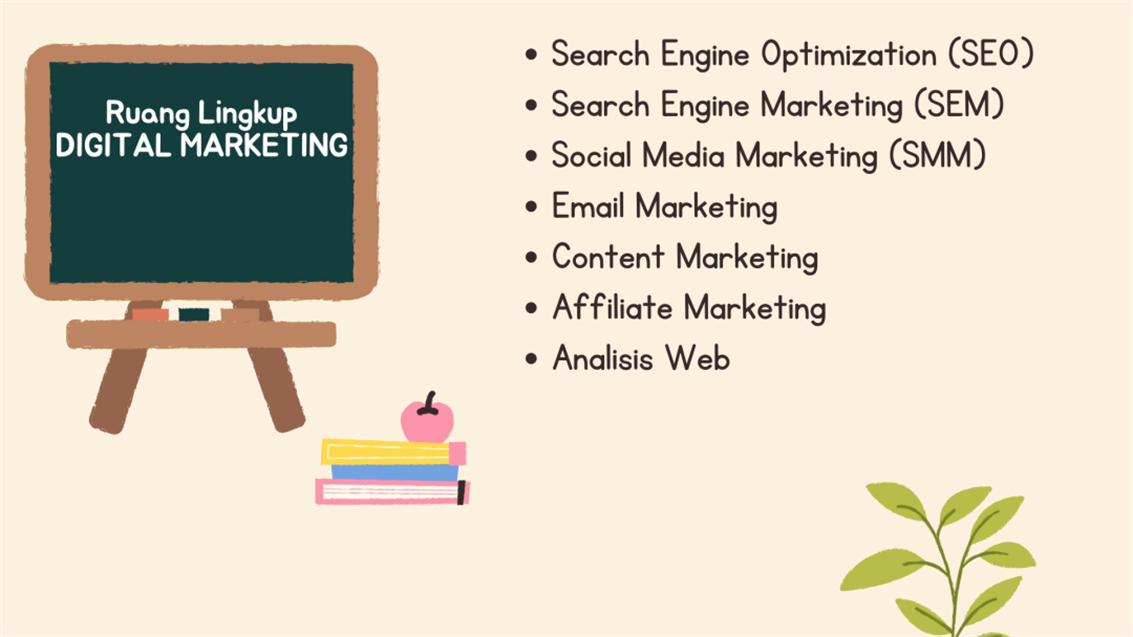 Ruang Lingkup
DIGITAL MARKETING
• Search Engine Optimization (SEO)
• Search Engine Marketing (SEM)
• Social Media Marketing (SMM)
• Email Marketing
• Content Marketing
• Affiliate Marketing
• Analisis Web